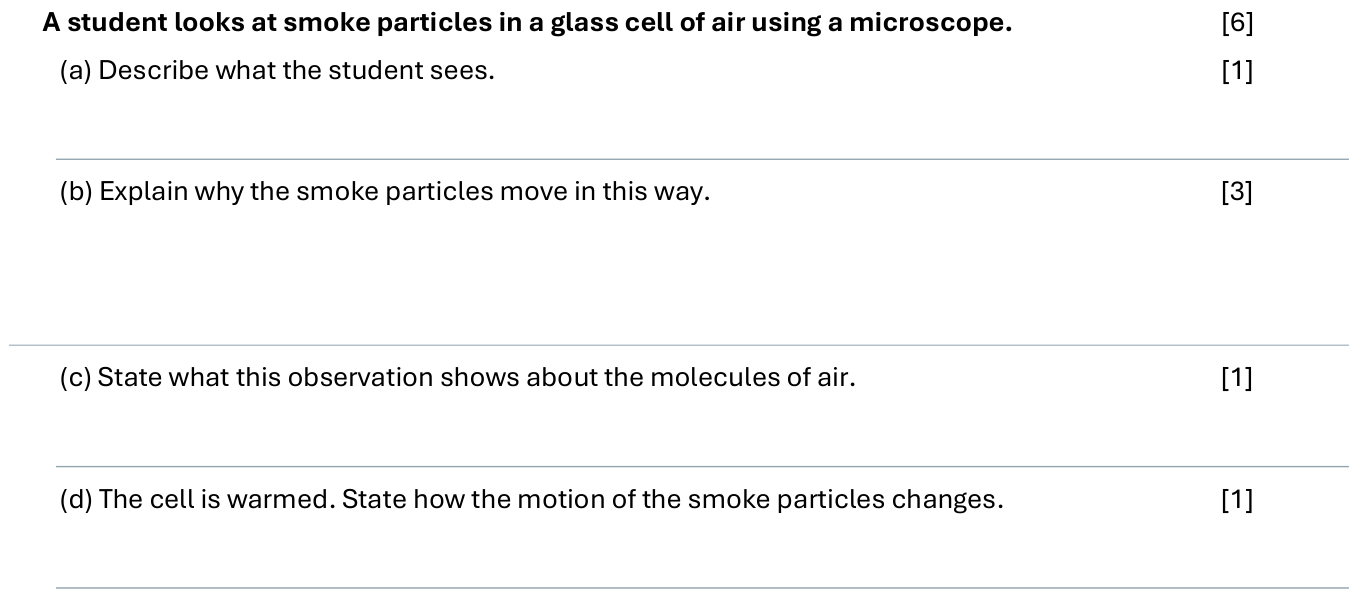 A student looks at smoke particles in a glass cell of air using a microscope. [6]
(a) Describe what the student sees. [1]
(b) Explain why the smoke particles move in this way. [3]
(c) State what this observation shows about the molecules of air. [1]
(d) The cell is warmed. State how the motion of the smoke particles changes. [1]